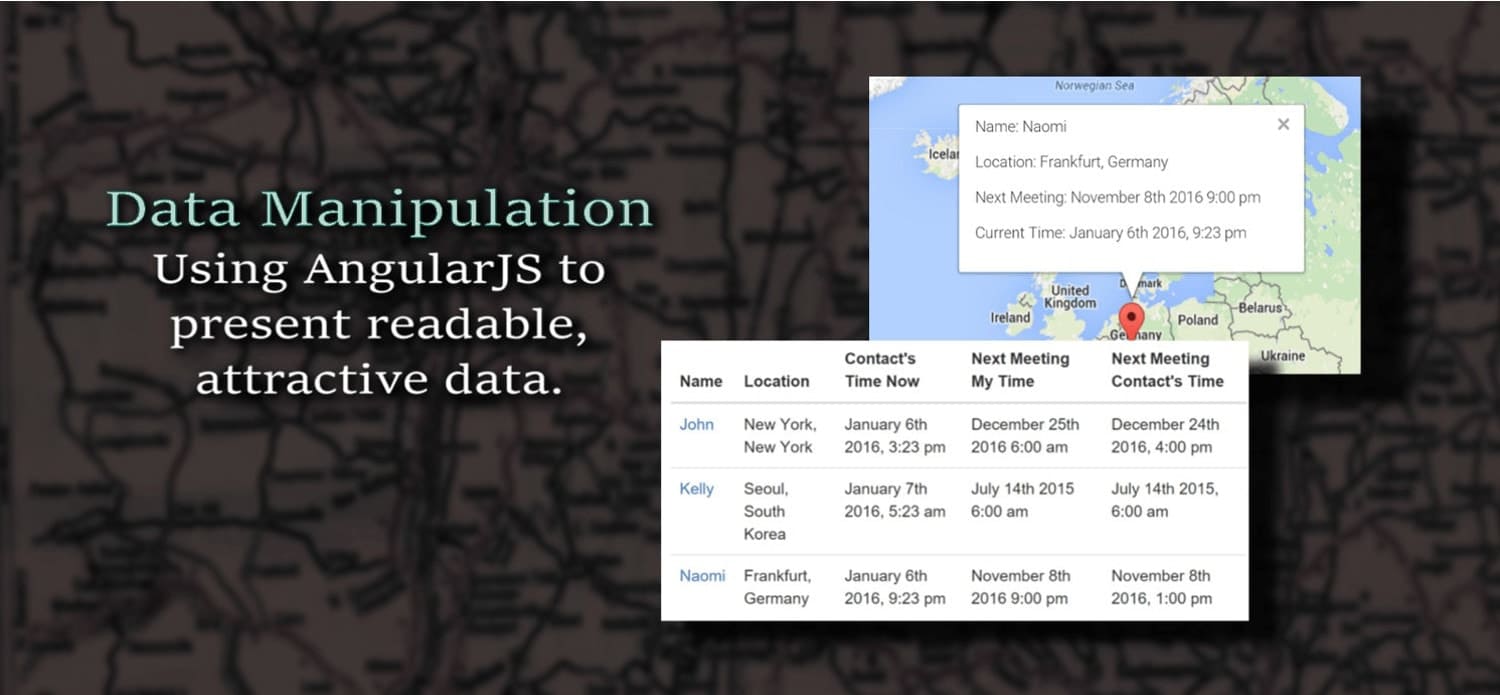 Data Manipulation
Using AngularJS to
present readable,
attractive data.
Norwegian Sea
Name: Naomi
×
Location: Frankfurt, Germany
Next Meeting: November 8th 2016 9:00 pm
Current Time: January 6th 2016, 9:23 pm
United
Kingdom
Ireland
Poland
Belarus
Ukraine
Contact's Next Meeting Next Meeting
Name Location Time Now My Time Contact's Time
John New York, January 6th December 25th December 24th
New York 2016, 3:23 pm 2016 6:00 am 2016, 4:00 pm
Kelly Seoul, January 7th July 14th 2015 July 14th 2015,
South 2016, 5:23 am 6:00 am 6:00 am
Korea
Naomi Frankfurt, January 6th November 8th November 8th
Germany 2016, 9:23 pm 2016 9:00 pm 2016, 1:00 pm